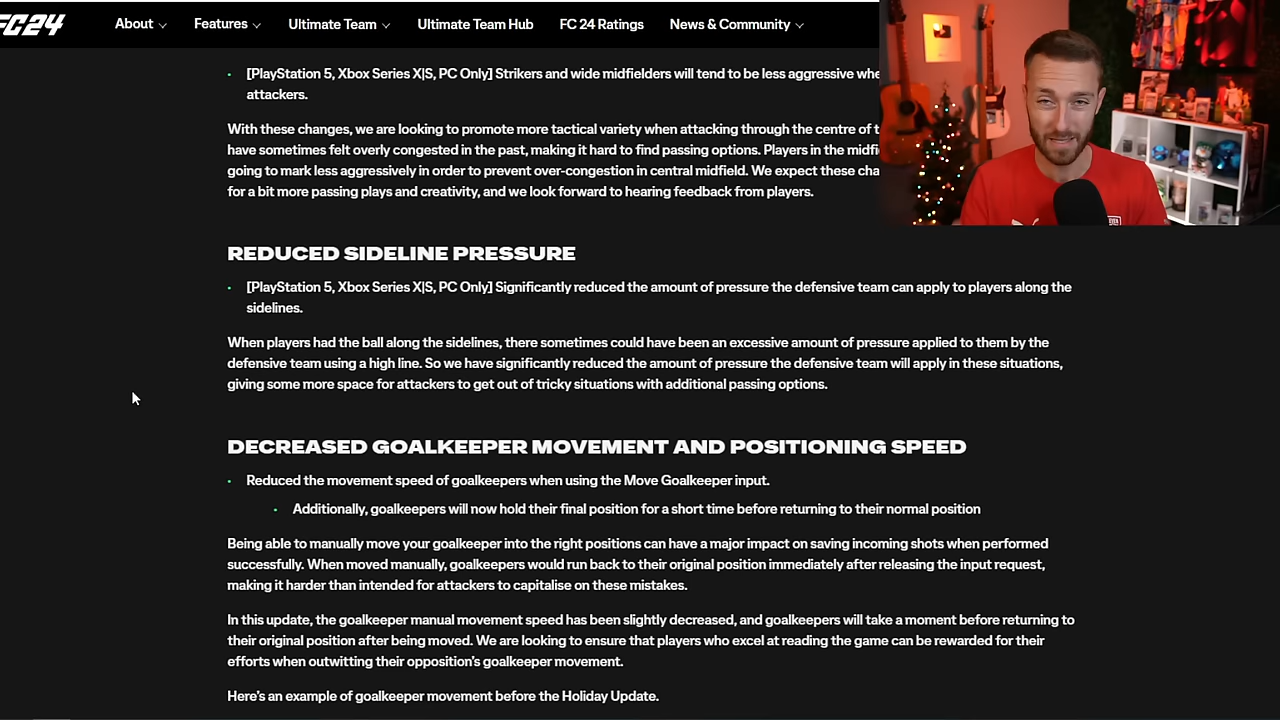 FC24
About
Features
Ultimate Team
Ultimate Team Hub
FC 24 Ratings
News & Community
[PlayStation 5, Xbox Series X|S, PC Only] Strikers and wide midfielders will tend to be less aggressive
attackers.
With these changes, we are looking to promote more tactical variety when attacking through the centre of
have sometimes felt overly congested in the past, making it hard to find passing options. Players in the
going to mark less aggressively in order to prevent over-congestion in central midfield. We expect these
for a bit more passing plays and creativity, and we look forward to hearing feedback from players.
REDUCED SIDELINE PRESSURE
[PlayStation 5, Xbox Series X|S, PC Only] Significantly reduced the amount of pressure the defensive team can apply to players along the
sidelines.
When players had the ball along the sidelines, there sometimes could have been an excessive amount of pressure applied to them by the
defensive team using a high line. So we have significantly reduced the amount of pressure the defensive team will apply in these situations,
giving some more space for attackers to get out of tricky situations with additional passing options.
DECREASED GOALKEEPER MOVEMENT AND POSITIONING SPEED
Reduced the movement speed of goalkeepers when using the Move Goalkeeper input.
Additionally, goalkeepers will now hold their final position for a short time before returning to their normal position
Being able to manually move your goalkeeper into the right positions can have a major impact on saving incoming shots when performed
successfully. When moved manually, goalkeepers would run back to their original position immediately after releasing the input request,
making it harder than intended for attackers to capitalise on these mistakes.
In this update, the goalkeeper manual movement speed has been slightly decreased, and goalkeepers will take a moment before returning to
their original position after being moved. We are looking to ensure that players who excel at reading the game can be rewarded for their
efforts when outwitting their opposition's goalkeeper movement.
Here's an example of goalkeeper movement before the Holiday Update.